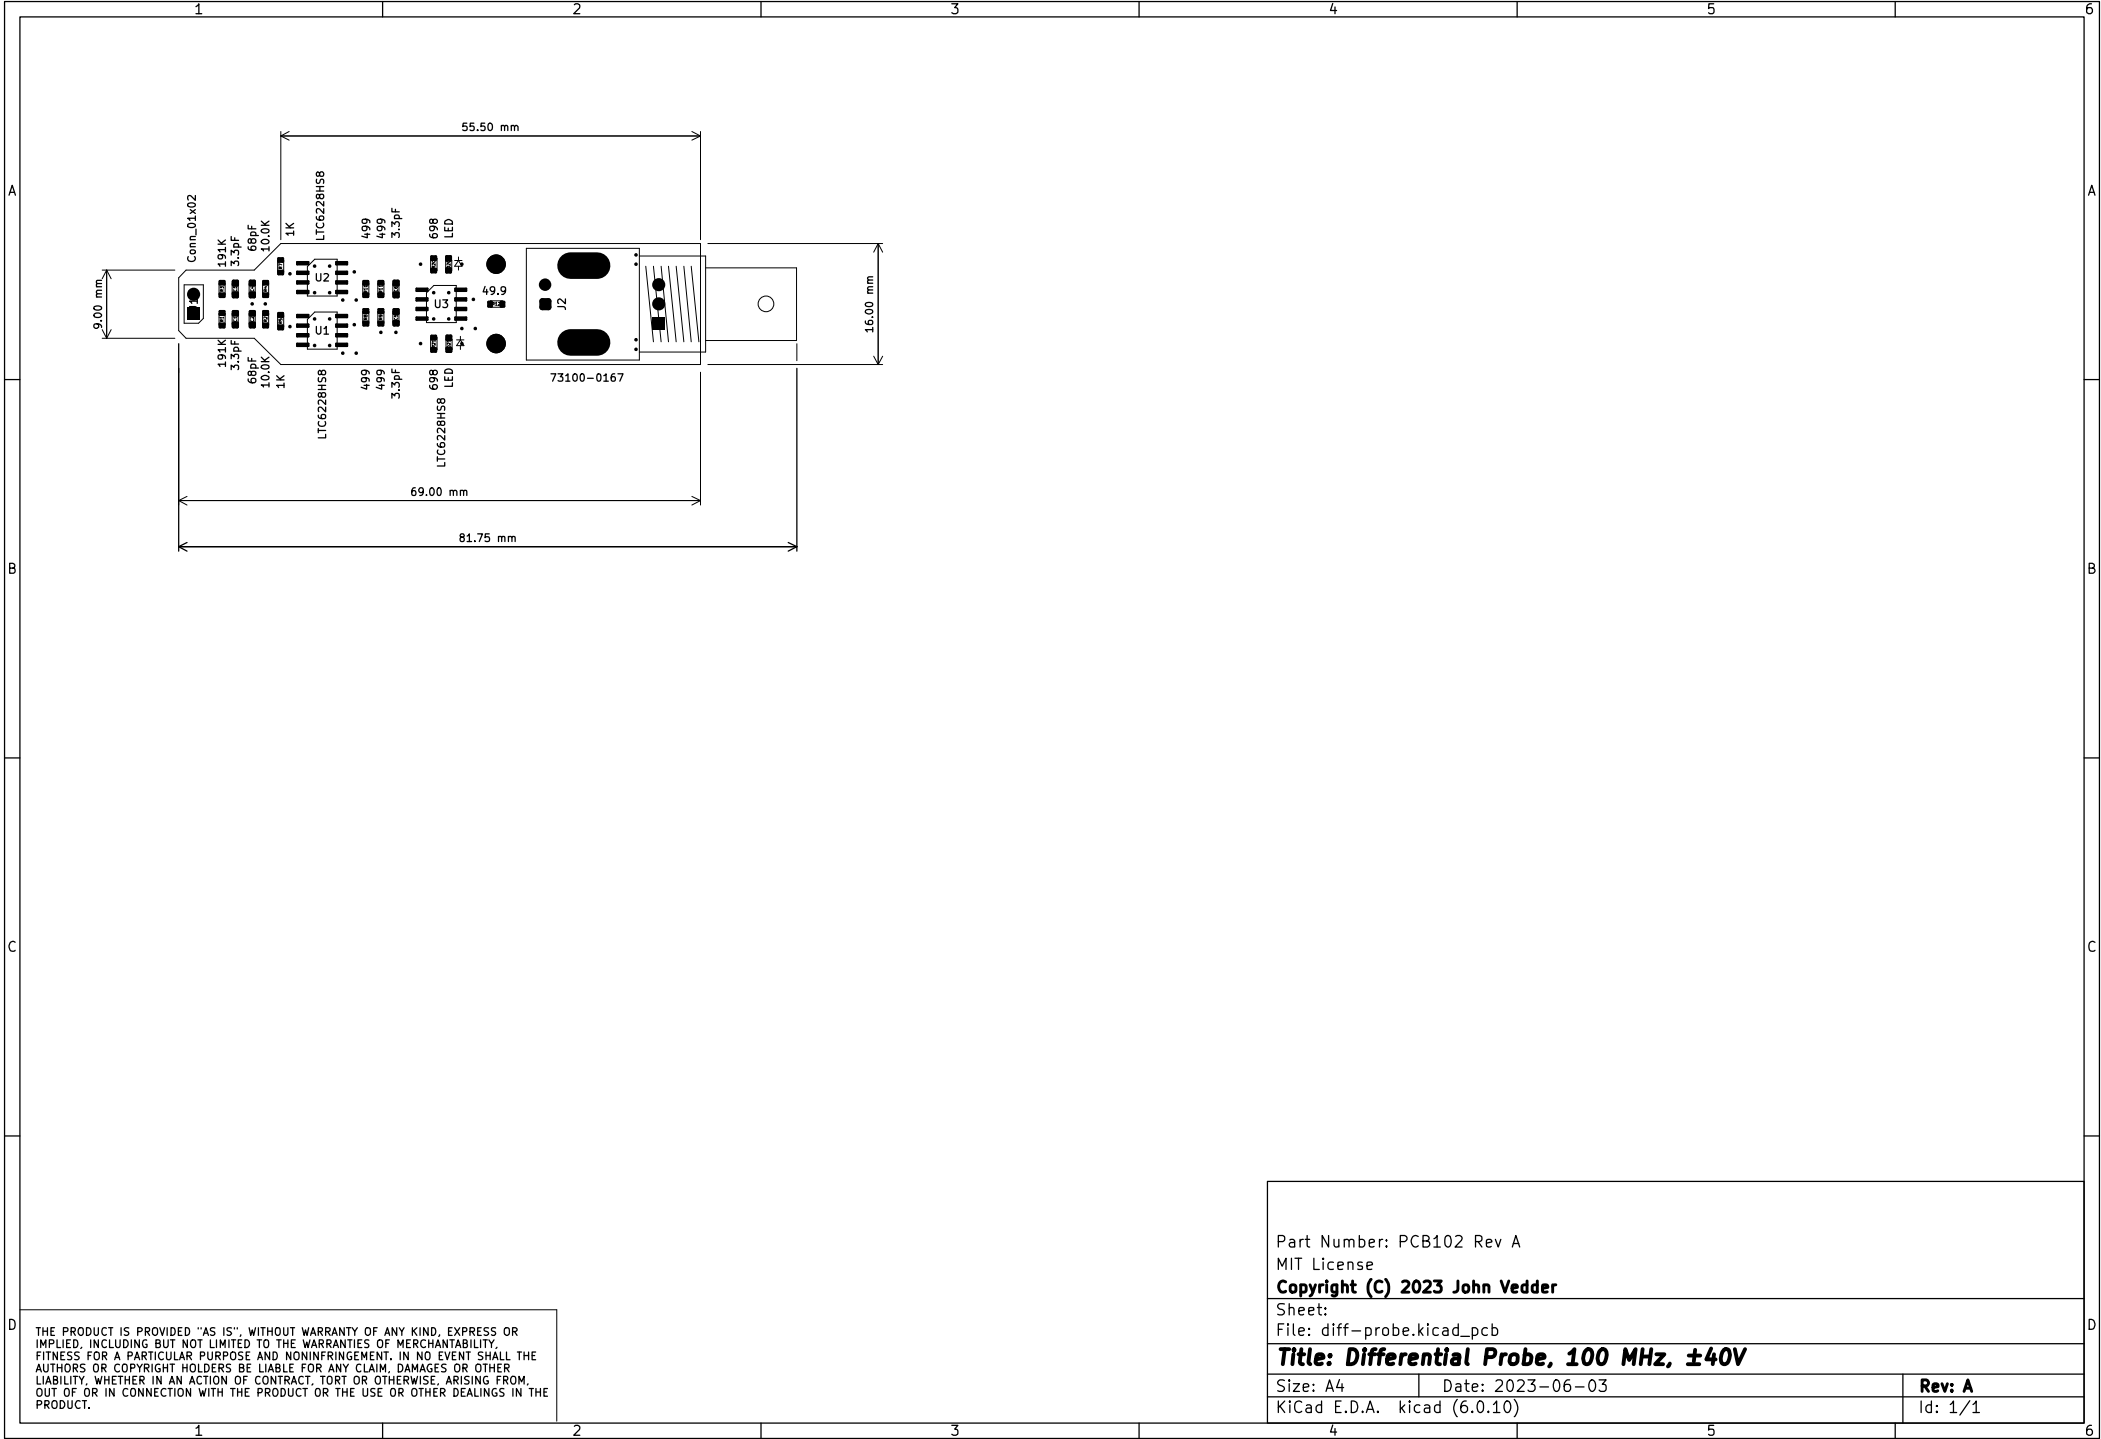 1 2 3 4 5 6
A A
55.50 mm
Conn_01x02
191K
3.3pF
68pF
10.0K
1K
LTC6228HS8
499
499
3.3pF
698
LED
9.00 mm
U2
U3
U1
49.9
J2
16.00 mm
191K
3.3pF
68pF
10.0K
1K
LTC6228HS8
499
499
3.3pF
698
LED
LTC6228HS8
73100-0167
69.00 mm
81.75 mm
B B
C C
Part Number: PCB102 Rev A
MIT License
Copyright (C) 2023 John Vedder
Sheet:
File: diff-probe.kicad_pcb
Title: Differential Probe, 100 MHz, ±40V
Size: A4 Date: 2023-06-03 Rev: A
KiCad E.D.A. kicad (6.0.10) Id: 1/1
D D
THE PRODUCT IS PROVIDED "AS IS", WITHOUT WARRANTY OF ANY KIND, EXPRESS OR
IMPLIED, INCLUDING BUT NOT LIMITED TO THE WARRANTIES OF MERCHANTABILITY,
FITNESS FOR A PARTICULAR PURPOSE AND NONINFRINGEMENT. IN NO EVENT SHALL THE
AUTHORS OR COPYRIGHT HOLDERS BE LIABLE FOR ANY CLAIM, DAMAGES OR OTHER
LIABILITY, WHETHER IN AN ACTION OF CONTRACT, TORT OR OTHERWISE, ARISING FROM,
OUT OF OR IN CONNECTION WITH THE PRODUCT OR THE USE OR OTHER DEALINGS IN THE
PRODUCT.
1 2 3 4 5 6